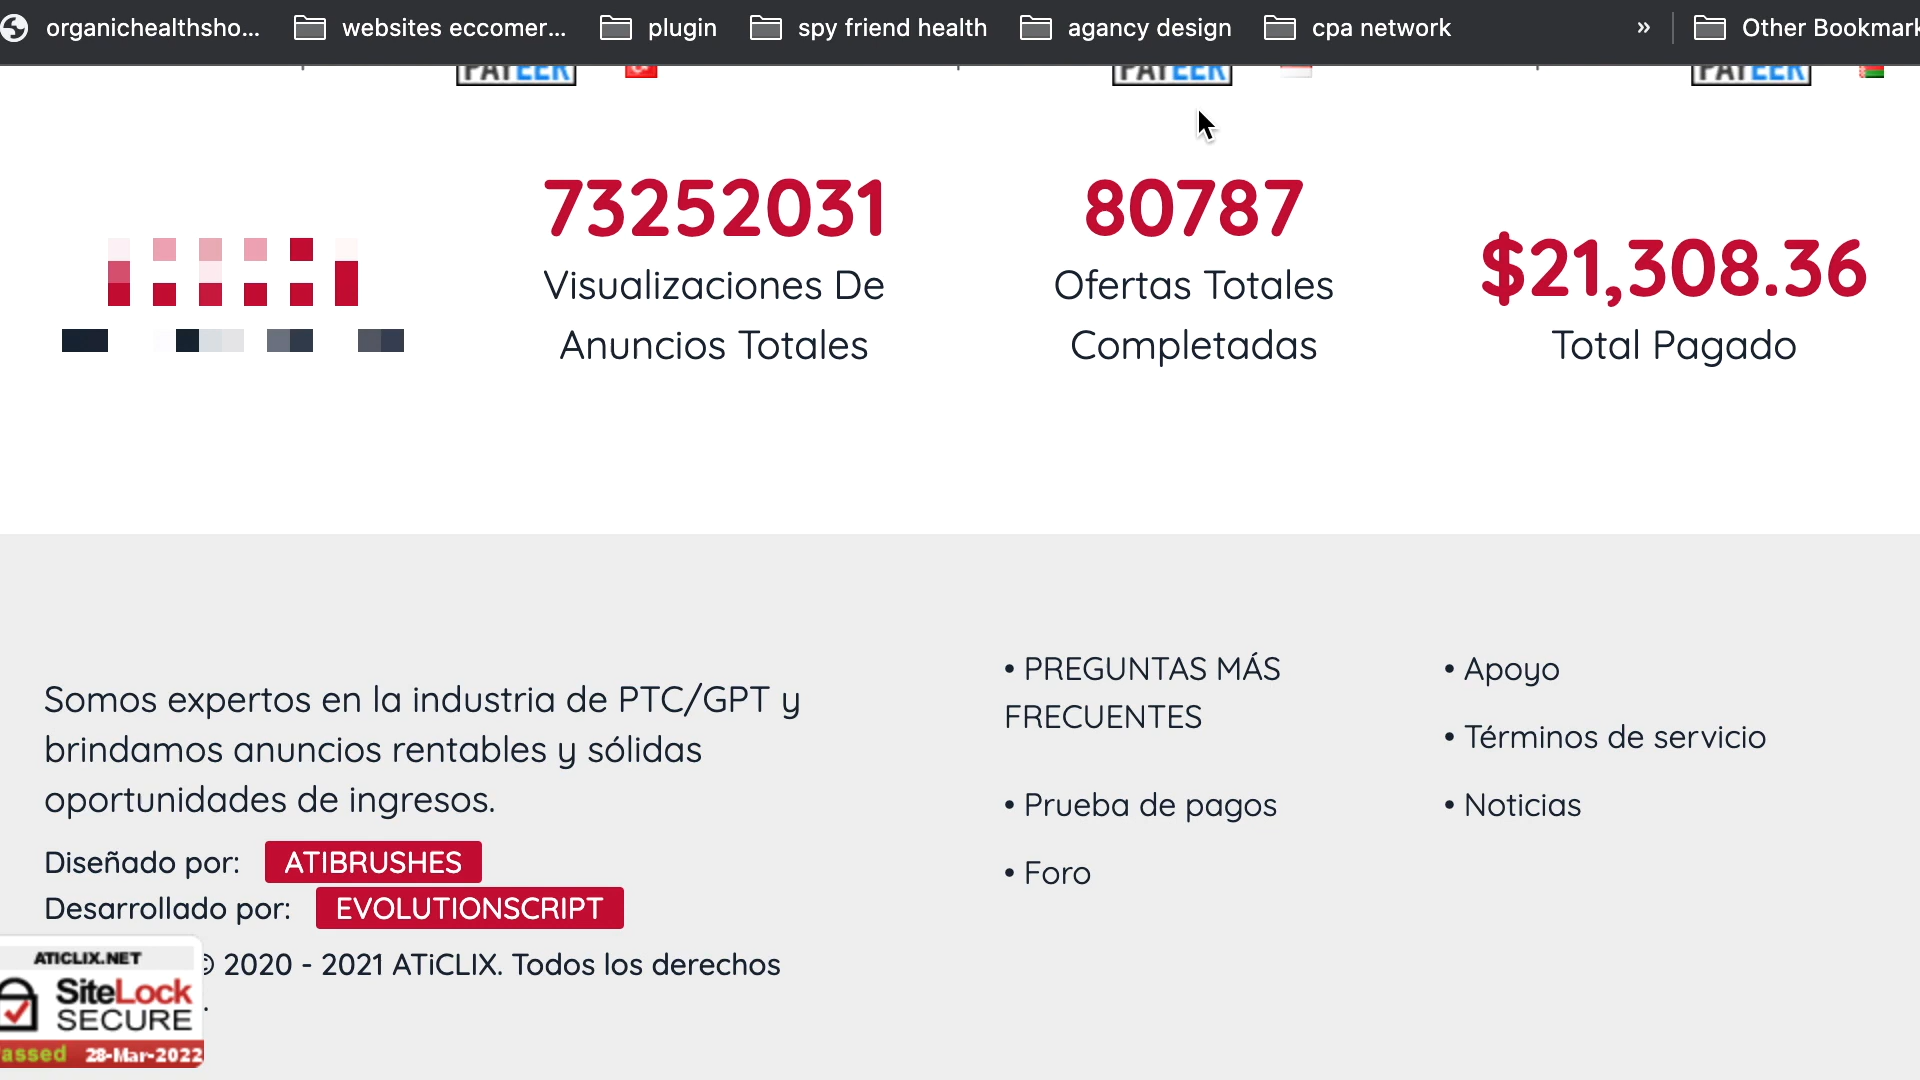 organichealthsho... websites eccomer... plugin spy friend health agancy design cpa network » Other Bookmark
PAYEER PAYEER PAYEER
73252031
Visualizaciones De
Anuncios Totales
80787
Ofertas Totales
Completadas
$21,308.36
Total Pagado
Somos expertos en la industria de PTC/GPT y
brindamos anuncios rentables y sólidas
oportunidades de ingresos.
Diseñado por: ATIBRUSHES
Desarrollado por: EVOLUTIONSCRIPT
© 2020 - 2021 ATiCLIX. Todos los derechos
.
• PREGUNTAS MÁS
FRECUENTES
• Prueba de pagos
• Foro
• Apoyo
• Términos de servicio
• Noticias
ATICLIX.NET
SiteLock
SECURE
assed 28-Mar-2022